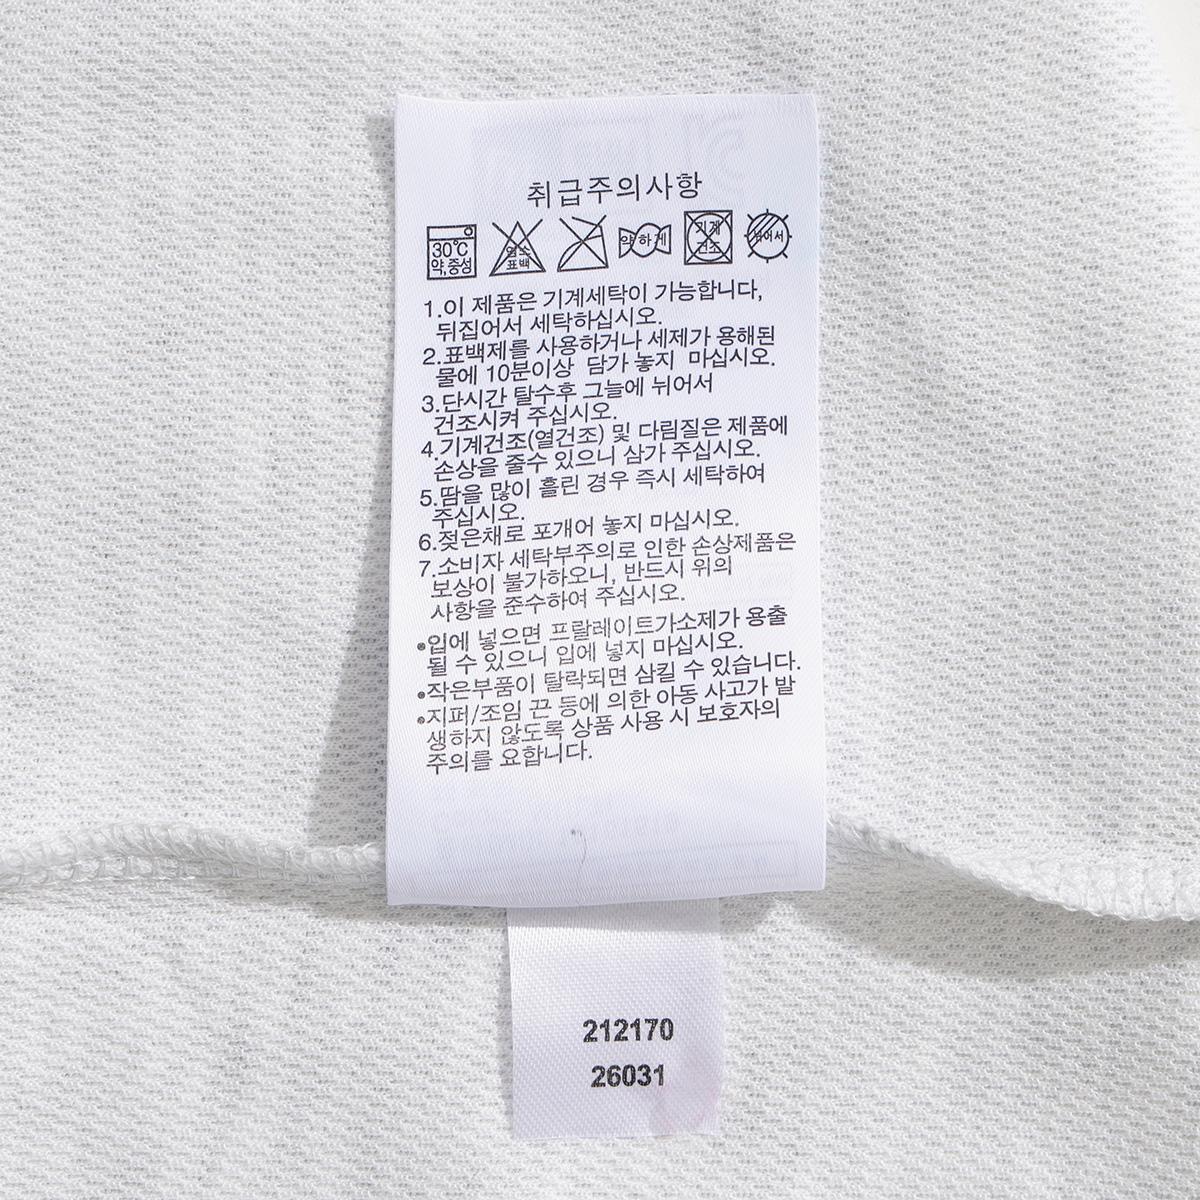 취급주의사항
30℃
약,중성
염소
표백
약하게
기계
건조
뉘어서
1.이 제품은 기계세탁이 가능합니다,
뒤집어서 세탁하십시오.
2.표백제를 사용하거나 세제가 용해된
물에 10분이상 담가 놓지 마십시오.
3.단시간 탈수후 그늘에 뉘어서
건조시켜 주십시오.
4.기계건조(열건조) 및 다림질은 제품에
손상을 줄수 있으니 삼가 주십시오.
5.땀을 많이 흘린 경우 즉시 세탁하여
주십시오.
6.젖은채로 포개어 놓지 마십시오.
7.소비자 세탁부주의로 인한 손상제품은
보상이 불가하오니, 반드시 위의
사항을 준수하여 주십시오.
•입에 넣으면 프랄레이트가소제가 용출
될 수 있으니 입에 넣지 마십시오.
•작은부품이 탈락되면 삼킬 수 있습니다.
•지퍼/조임 끈 등에 의한 아동 사고가 발
생하지 않도록 상품 사용 시 보호자의
주의를 요합니다.
212170
26031